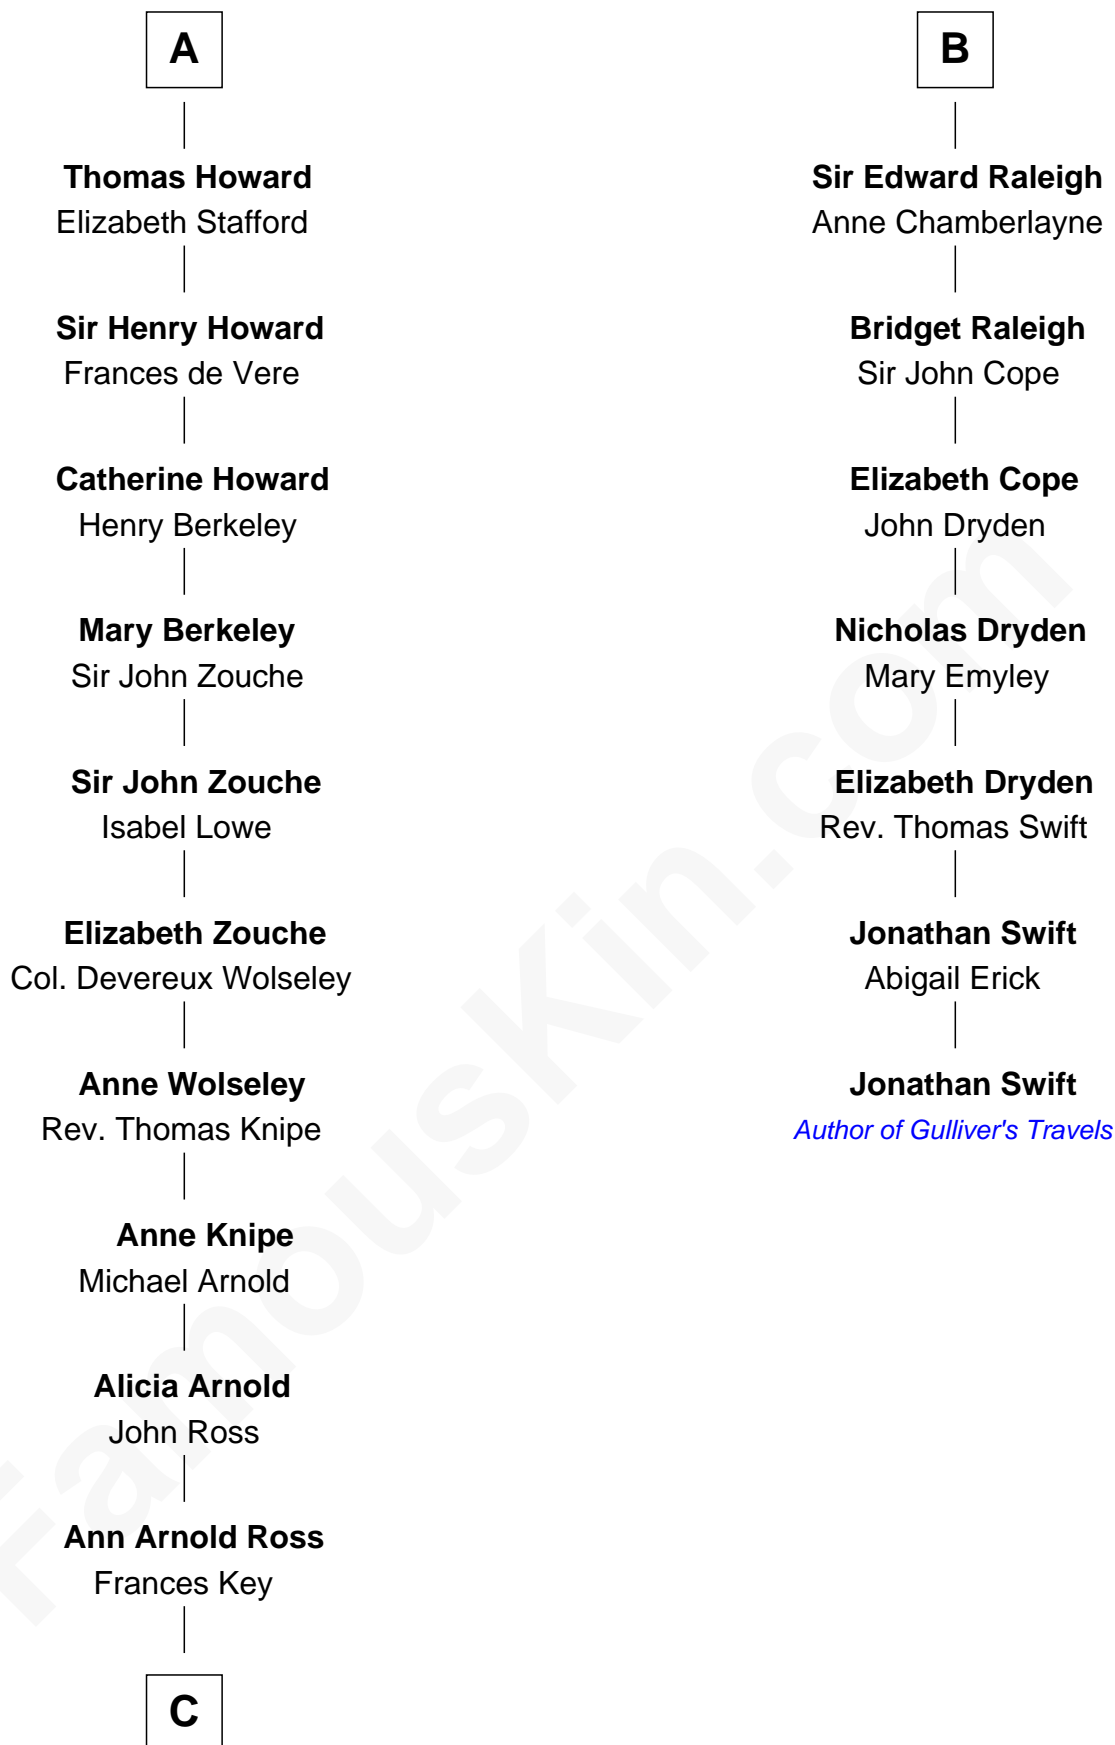 A
Thomas Howard
Elizabeth Stafford
Sir Henry Howard
Frances de Vere
Catherine Howard
Henry Berkeley
Mary Berkeley
Sir John Zouche
Sir John Zouche
Isabel Lowe
Elizabeth Zouche
Col. Devereux Wolseley
Anne Wolseley
Rev. Thomas Knipe
Anne Knipe
Michael Arnold
Alicia Arnold
John Ross
Ann Arnold Ross
Frances Key
C
B
Sir Edward Raleigh
Anne Chamberlayne
Bridget Raleigh
Sir John Cope
Elizabeth Cope
John Dryden
Nicholas Dryden
Mary Emyley
Elizabeth Dryden
Rev. Thomas Swift
Jonathan Swift
Abigail Erick
Jonathan Swift
Author of Gulliver's Travels
FamousKin.com